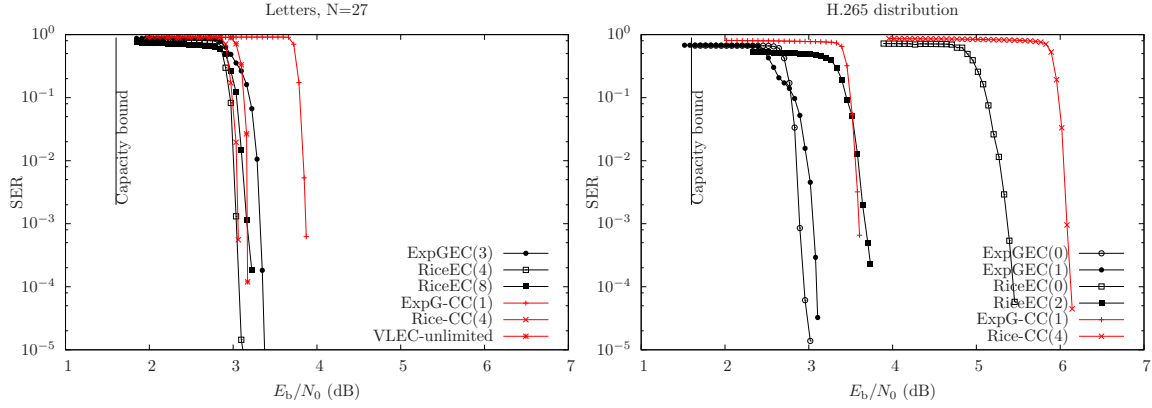 Letters, N=27
SER
10^0
10^-1
10^-2
10^-3
10^-4
10^-5
Capacity bound
ExpGEC(3)
RiceEC(4)
RiceEC(8)
ExpG-CC(1)
Rice-CC(4)
VLEC-unlimited
1 2 3 4 5 6 7
E_b/N_0 (dB)
H.265 distribution
SER
10^0
10^-1
10^-2
10^-3
10^-4
10^-5
Capacity bound
ExpGEC(0)
ExpGEC(1)
RiceEC(0)
RiceEC(2)
ExpG-CC(1)
Rice-CC(4)
1 2 3 4 5 6 7
E_b/N_0 (dB)